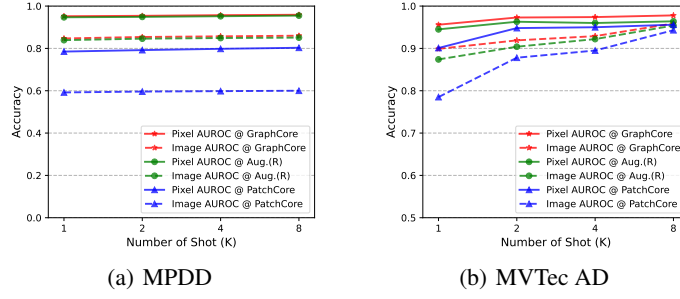 1.0
0.8
0.6
0.4
0.2
0.0
Accuracy
Pixel AUROC @ GraphCore
Image AUROC @ GraphCore
Pixel AUROC @ Aug.(R)
Image AUROC @ Aug.(R)
Pixel AUROC @ PatchCore
Image AUROC @ PatchCore
1 2 4 8
Number of Shot (K)
(a) MPDD
1.0
0.9
0.8
0.7
0.6
0.5
Accuracy
Pixel AUROC @ GraphCore
Image AUROC @ GraphCore
Pixel AUROC @ Aug.(R)
Image AUROC @ Aug.(R)
Pixel AUROC @ PatchCore
Image AUROC @ PatchCore
1 2 4 8
Number of Shot (K)
(b) MVTec AD